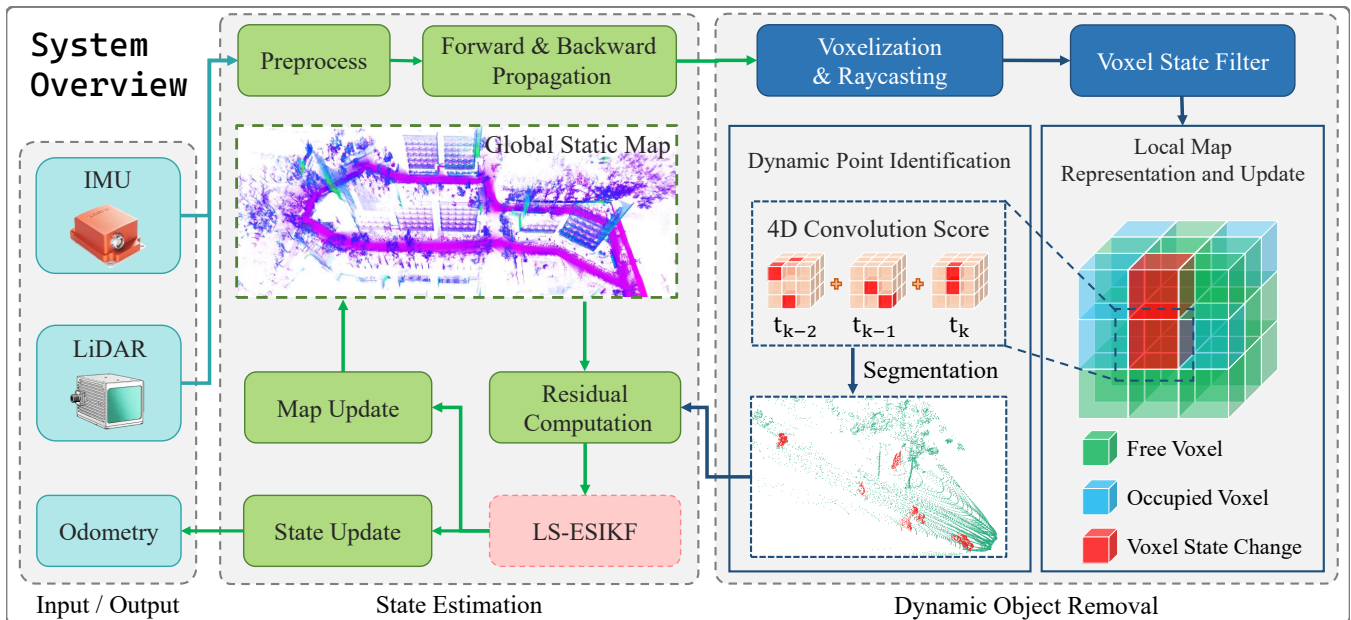 System
Overview
IMU
LiDAR
Odometry
Input / Output
Preprocess
Forward & Backward
Propagation
Global Static Map
Map Update
Residual
Computation
State Update
LS-ESIKF
State Estimation
Voxelization
& Raycasting
Voxel State Filter
Dynamic Point Identification
4D Convolution Score
t_{k−2} + t_{k−1} + t_k
Segmentation
Local Map
Representation and Update
Free Voxel
Occupied Voxel
Voxel State Change
Dynamic Object Removal